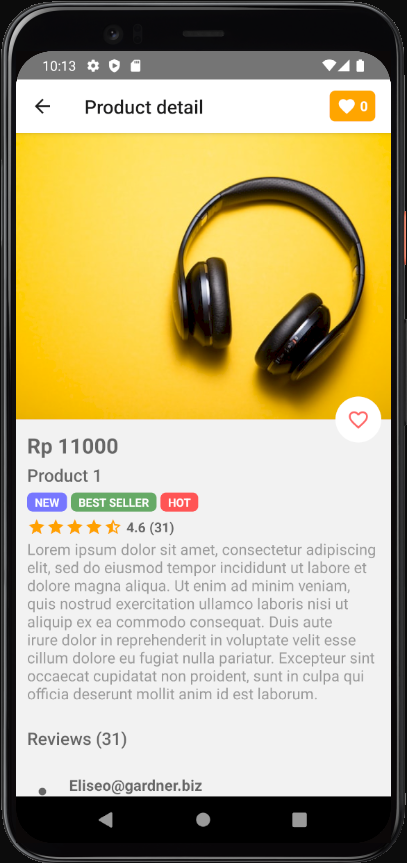 10:13
Product detail
0
Rp 11000
Product 1
NEW BEST SELLER HOT
4.6 (31)
Lorem ipsum dolor sit amet, consectetur adipiscing
elit, sed do eiusmod tempor incididunt ut labore et
dolore magna aliqua. Ut enim ad minim veniam,
quis nostrud exercitation ullamco laboris nisi ut
aliquip ex ea commodo consequat. Duis aute
irure dolor in reprehenderit in voluptate velit esse
cillum dolore eu fugiat nulla pariatur. Excepteur sint
occaecat cupidatat non proident, sunt in culpa qui
officia deserunt mollit anim id est laborum.
Reviews (31)
Eliseo@gardner.biz